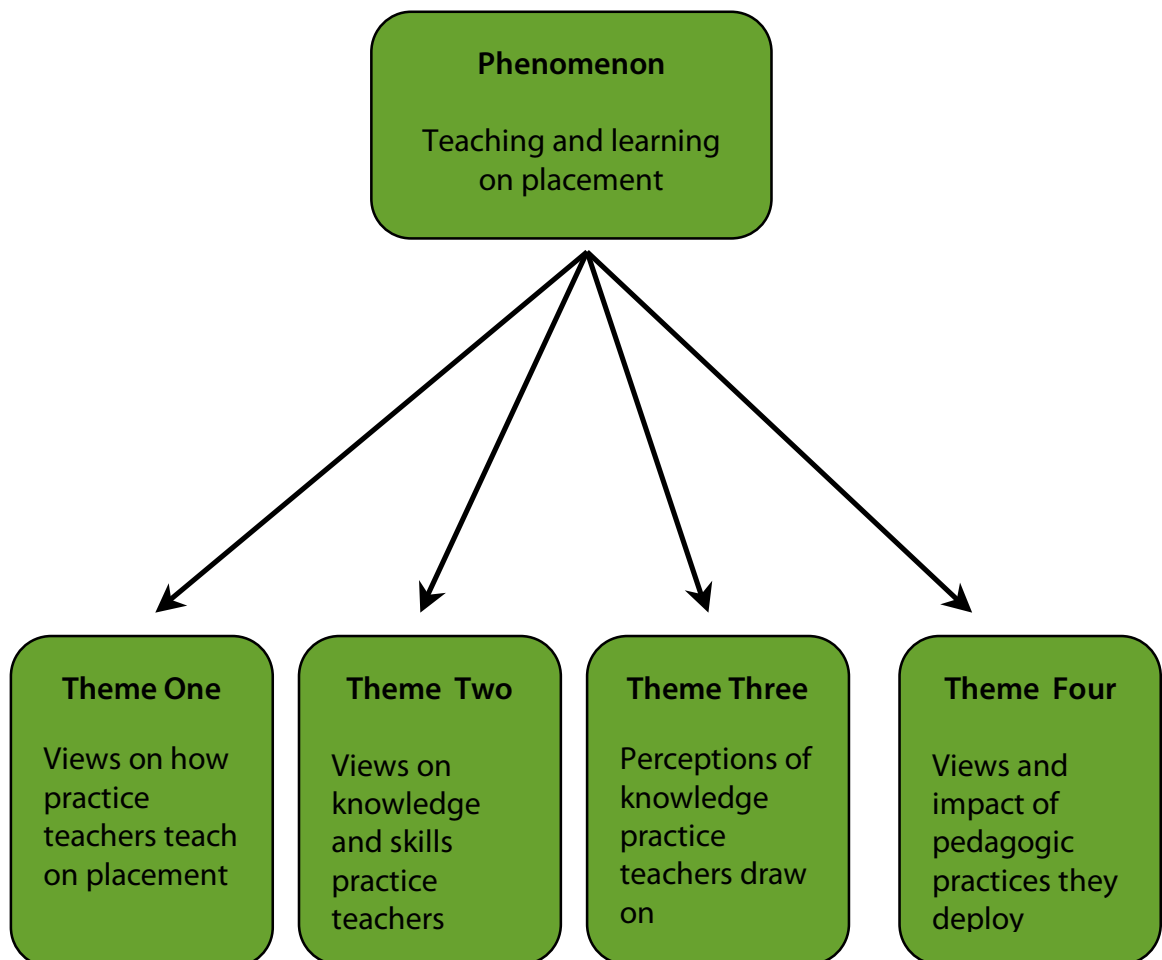 Phenomenon
Teaching and learning
on placement
Theme One
Views on how
practice
teachers teach
on placement
Theme Two
Views on
knowledge
and skills
practice
teachers
Theme Three
Perceptions of
knowledge
practice
teachers draw
on
Theme Four
Views and
impact of
pedagogic
practices they
deploy